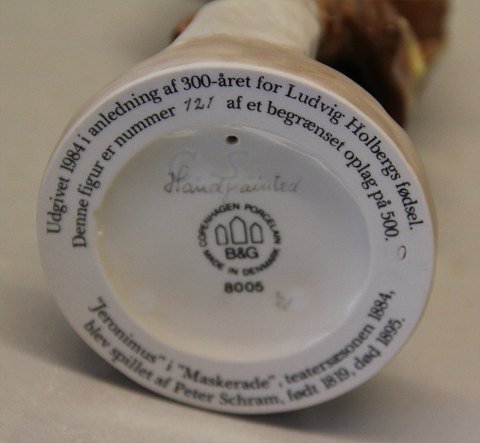 Udgivet 1984 i anledning af 300-året for Ludvig Holbergs fødsel.
Denne figur er nummer 121 af et begrænset oplag på 500.
Handpainted
COPENHAGEN PORCELAIN
B&G
MADE IN DENMARK
8005
"Jeronimus" i "Maskerade", teatersæsonen 1884,
blev spillet af Peter Schram, født 1819, død 1895.